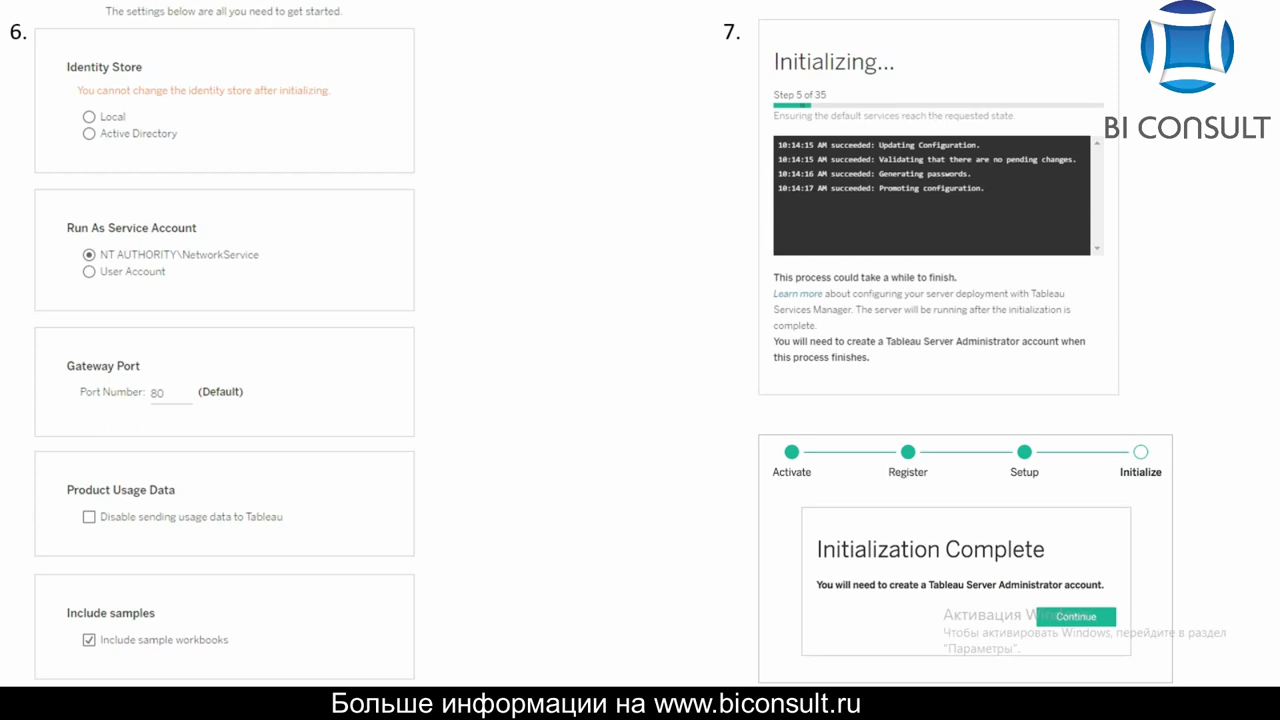 The settings below are all you need to get started.
6.
Identity Store
You cannot change the identity store after initializing.
Local
Active Directory
Run As Service Account
NT AUTHORITY\NetworkService
User Account
Gateway Port
Port Number: 80 (Default)
Product Usage Data
Disable sending usage data to Tableau
Include samples
Include sample workbooks
7.
Initializing...
Step 5 of 35
Ensuring the default services reach the requested state.
10:14:15 AM succeeded: Updating Configuration.
10:14:15 AM succeeded: Validating that there are no pending changes.
10:14:16 AM succeeded: Generating passwords.
10:14:17 AM succeeded: Promoting configuration.
This process could take a while to finish.
Learn more about configuring your server deployment with Tableau
Services Manager. The server will be running after the initialization is
complete.
You will need to create a Tableau Server Administrator account when
this process finishes.
BI CONSULT
Activate Register Setup Initialize
Initialization Complete
You will need to create a Tableau Server Administrator account.
Continue
Активация
Чтобы активировать Windows, перейдите в раздел
"Параметры".
Больше информации на www.biconsult.ru